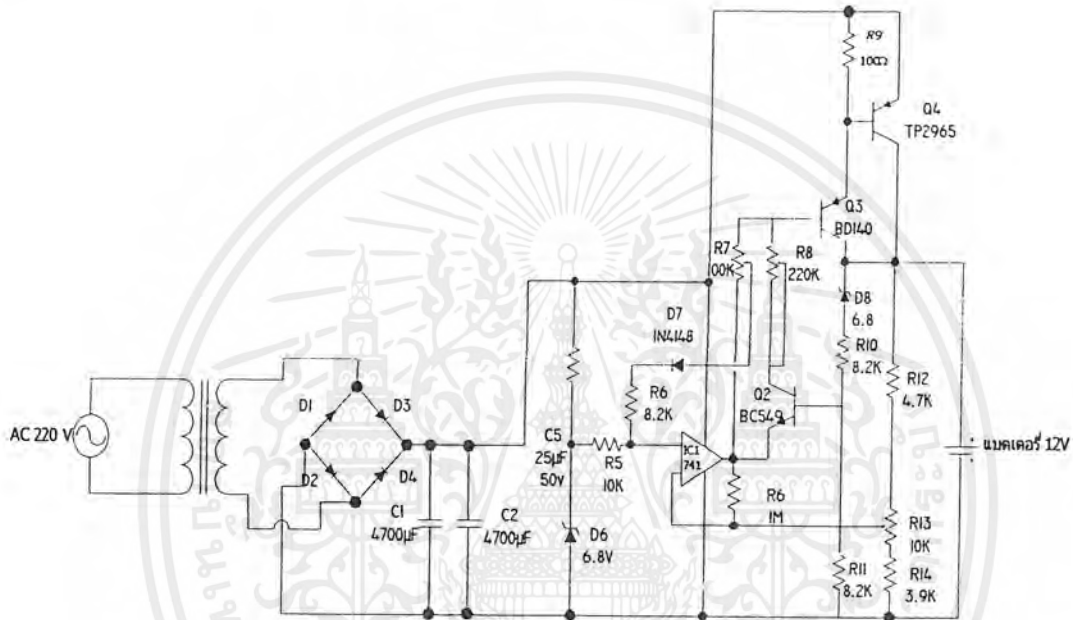 R9
100Ω
Q4
TP2965
Q3
BD140
R7
00K
R8
220K
D8
6.8
D7
1N4148
R10
8.2K
R12
4.7K
R6
8.2K
Q2
BC549
AC 220 V
D1
D3
D2
D4
C5
25µF
50v
R5
10K
IC1
741
แบตเตอรี่ 12V
C1
4700µF
C2
4700µF
D6
6.8V
R6
1M
R13
10K
R11
8.2K
R14
3.9K